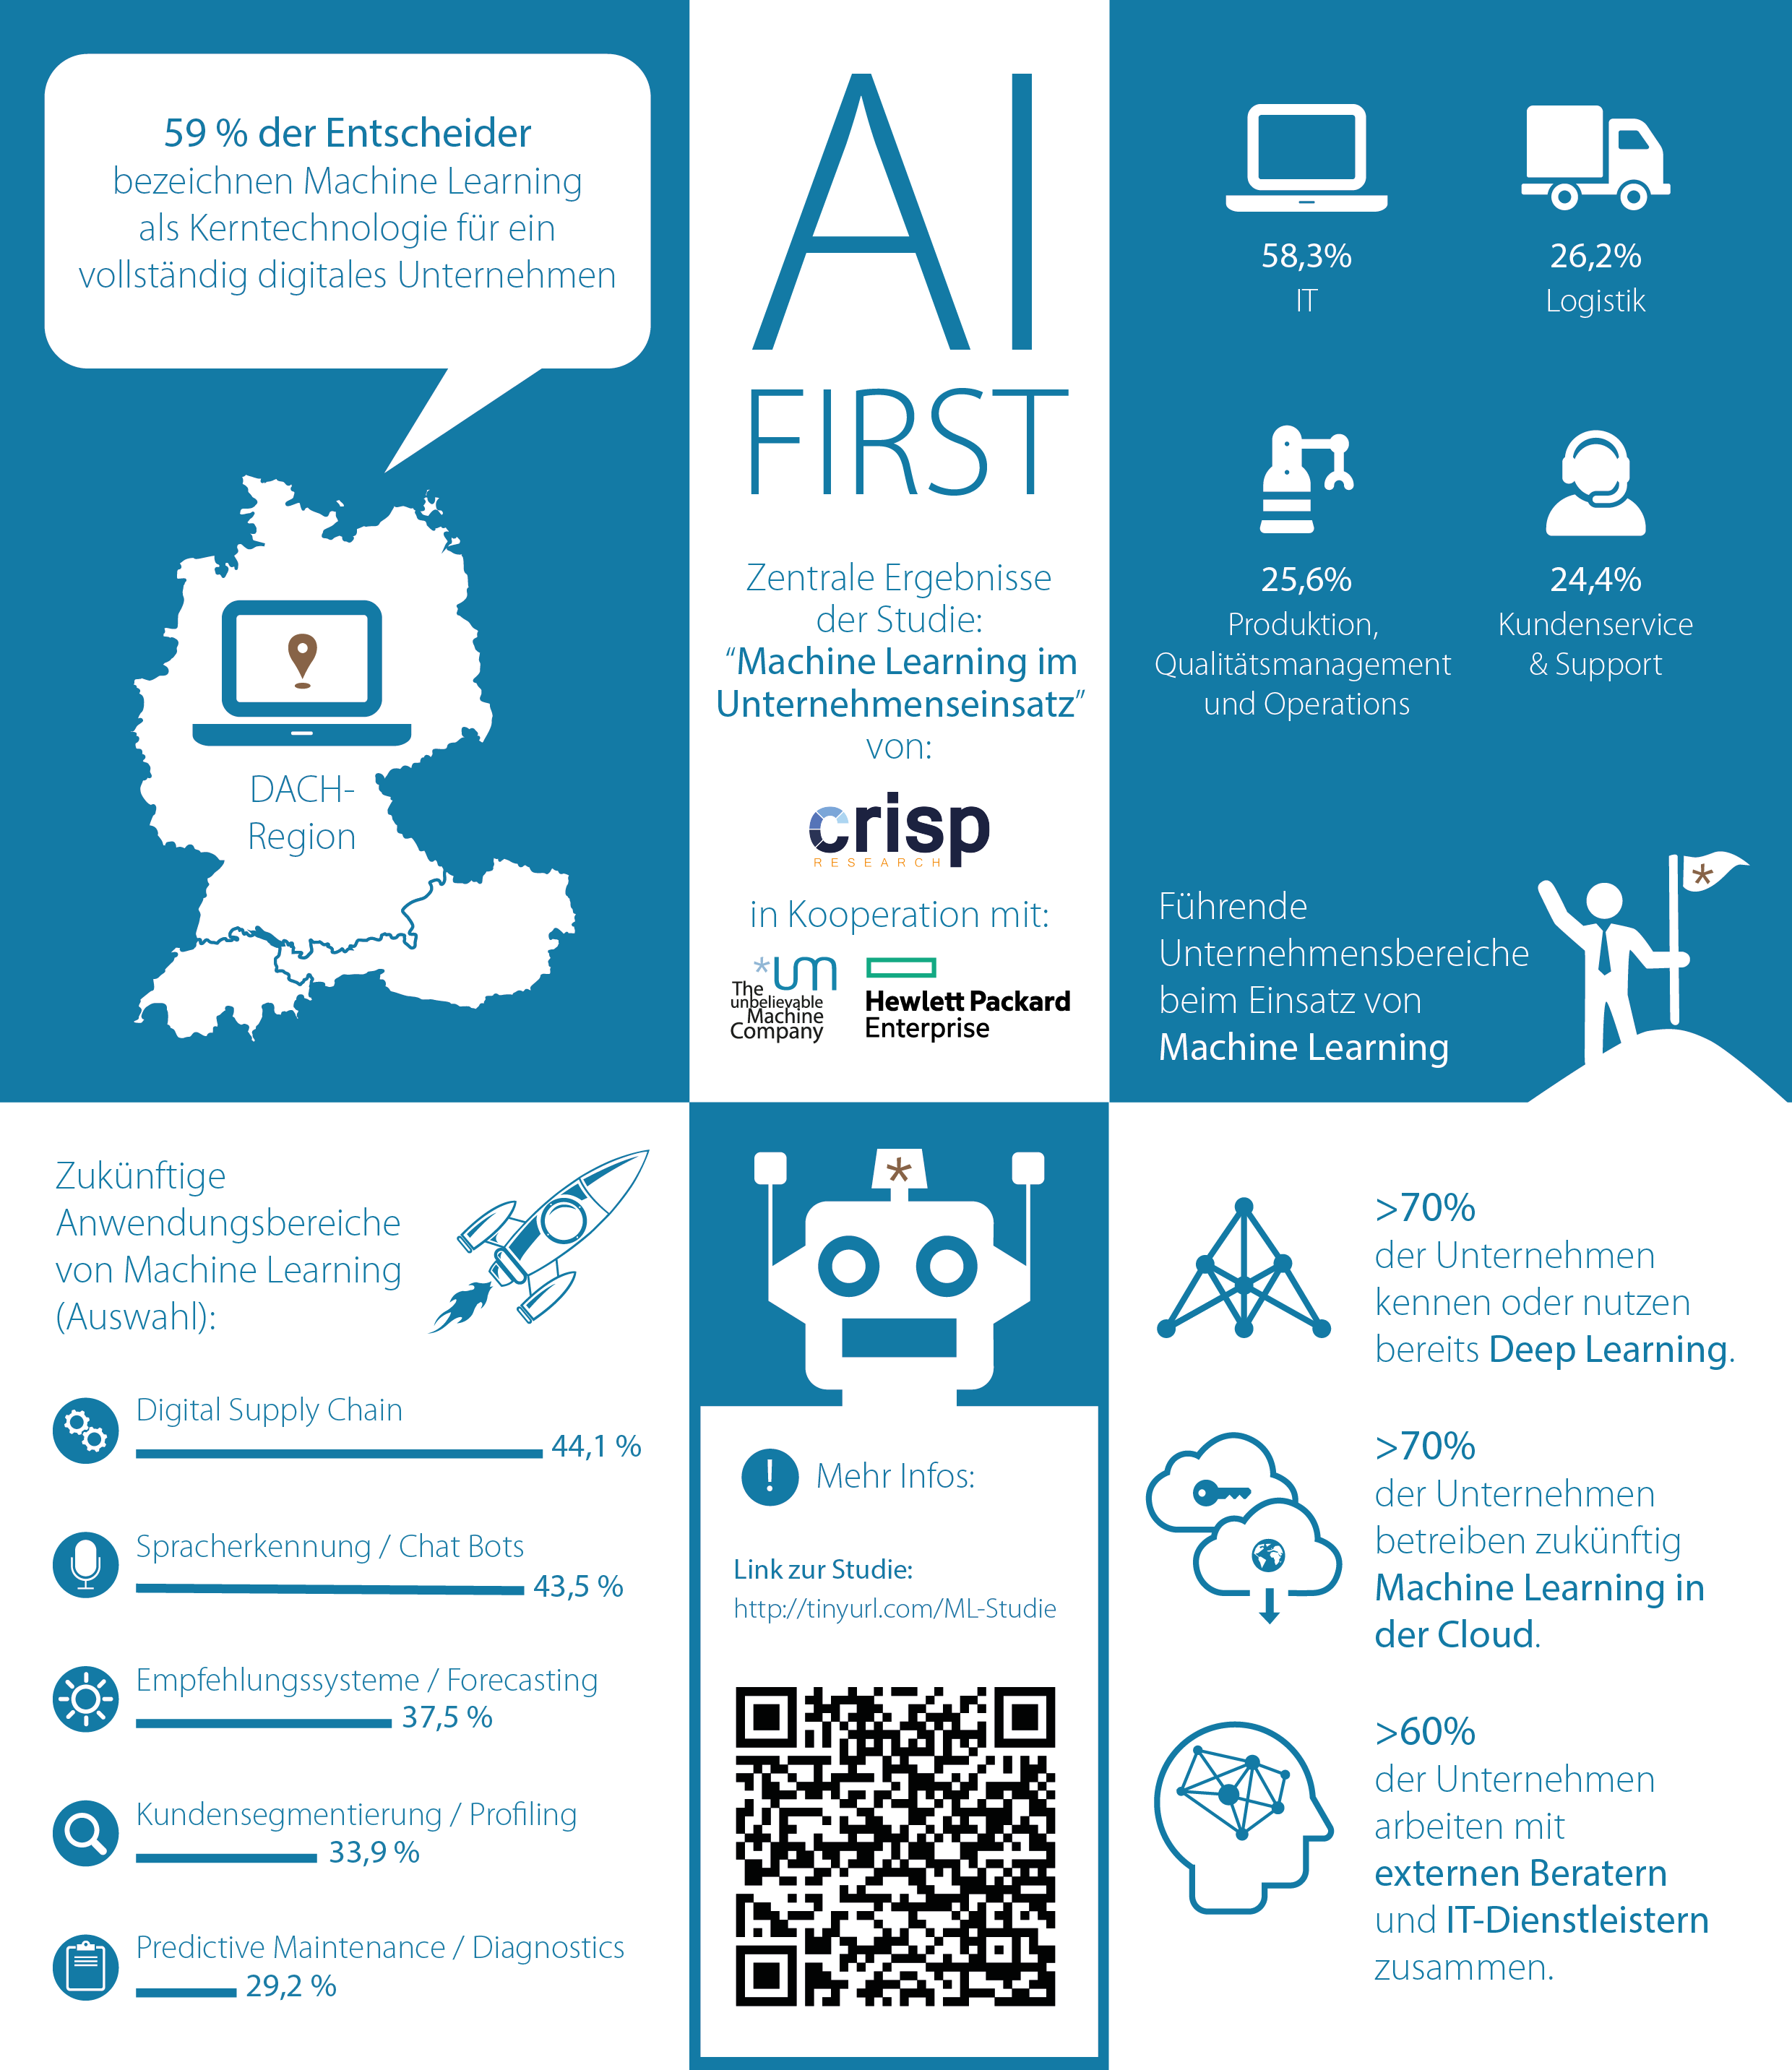 59 % der Entscheider
bezeichnen Machine Learning
als Kerntechnologie für ein
vollständig digitales Unternehmen
DACH-
Region
AI
FIRST
Zentrale Ergebnisse
der Studie:
“Machine Learning im
Unternehmenseinsatz”
von:
crisp
RESEARCH
in Kooperation mit:
*um
The
unbelievable
Machine
Company
Hewlett Packard
Enterprise
58,3%
IT
26,2%
Logistik
25,6%
Produktion,
Qualitätsmanagement
und Operations
24,4%
Kundenservice
& Support
Führende
Unternehmensbereiche
beim Einsatz von
Machine Learning
*
Zukünftige
Anwendungsbereiche
von Machine Learning
(Auswahl):
Digital Supply Chain
44,1 %
Spracherkennung / Chat Bots
43,5 %
Empfehlungssysteme / Forecasting
37,5 %
Kundensegmentierung / Profiling
33,9 %
Predictive Maintenance / Diagnostics
29,2 %
*
! Mehr Infos:
Link zur Studie:
http://tinyurl.com/ML-Studie
>70%
der Unternehmen
kennen oder nutzen
bereits Deep Learning.
>70%
der Unternehmen
betreiben zukünftig
Machine Learning in
der Cloud.
>60%
der Unternehmen
arbeiten mit
externen Beratern
und IT-Dienstleistern
zusammen.